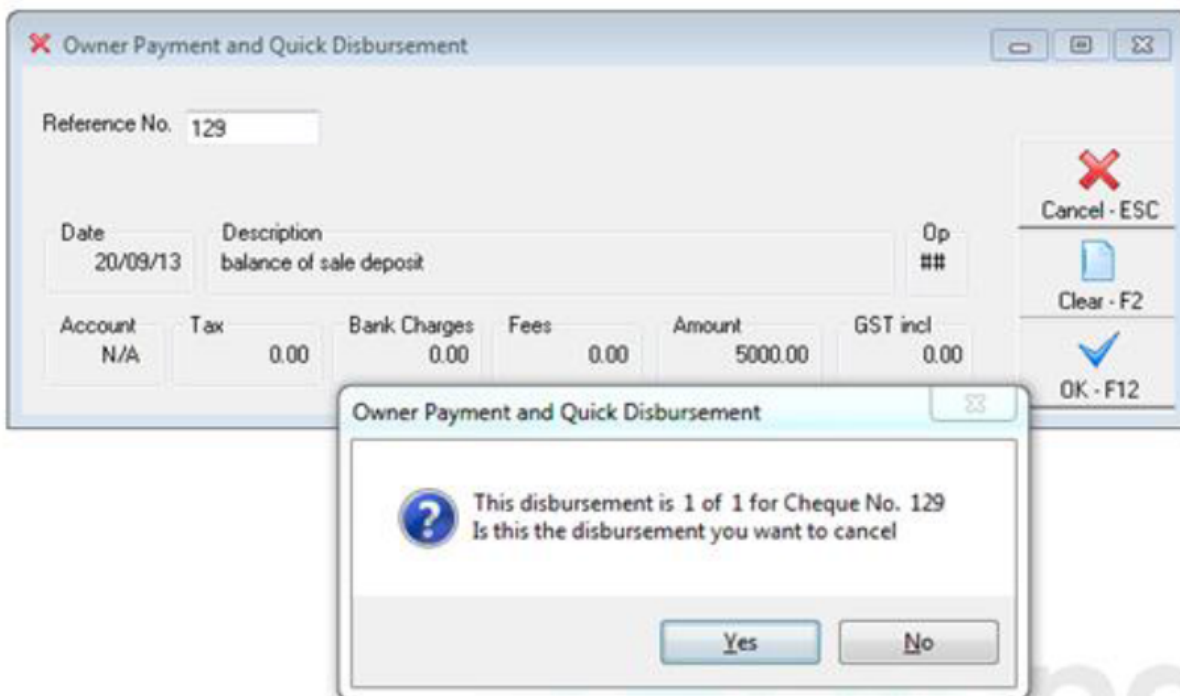 Owner Payment and Quick Disbursement
Reference No. 129
Cancel - ESC
Date Description Op
20/09/13 balance of sale deposit ##
Clear - F2
Account Tax Bank Charges Fees Amount GST incl
N/A 0.00 0.00 0.00 5000.00 0.00
OK - F12
Owner Payment and Quick Disbursement
This disbursement is 1 of 1 for Cheque No. 129
Is this the disbursement you want to cancel
Yes No